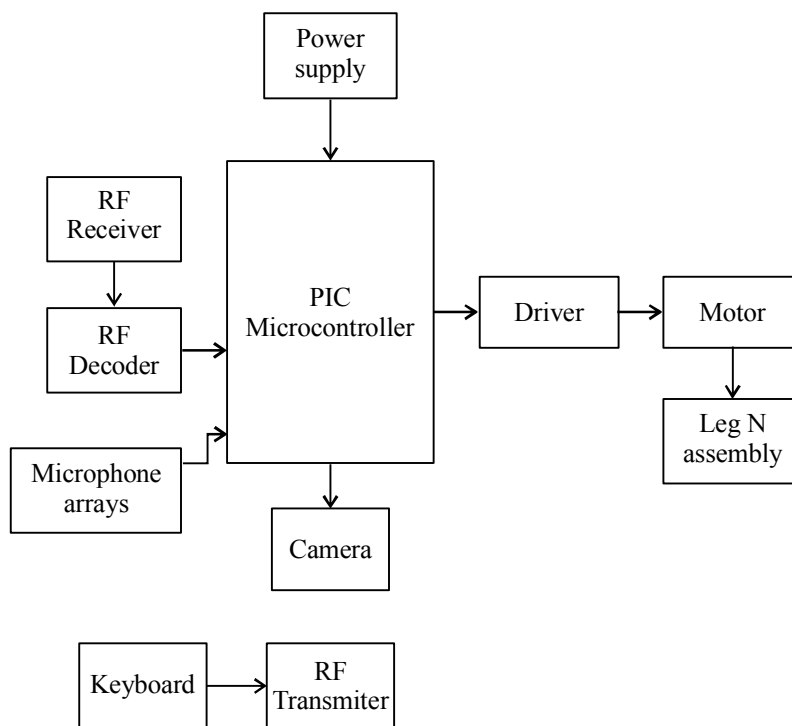 Power
supply
RF
Receiver
PIC
Microcontroller
Driver
Motor
RF
Decoder
Leg N
assembly
Microphone
arrays
Camera
Keyboard
RF
Transmiter